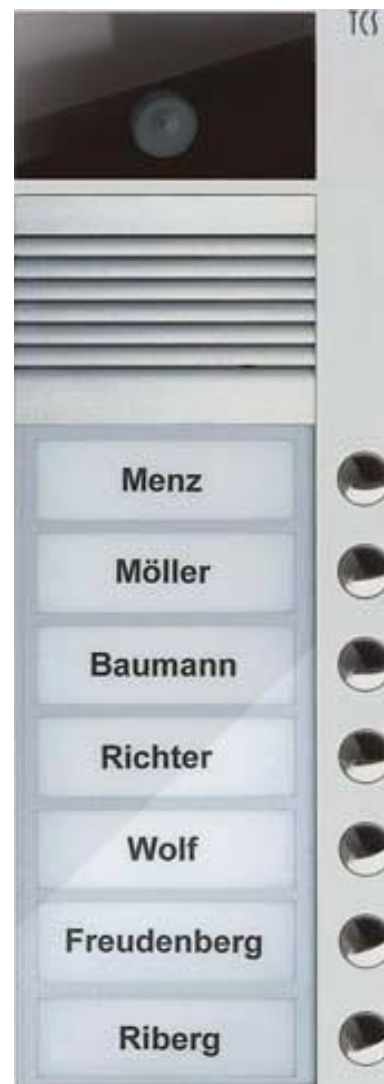 TCS
Menz
Möller
Baumann
Richter
Wolf
Freudenberg
Riberg